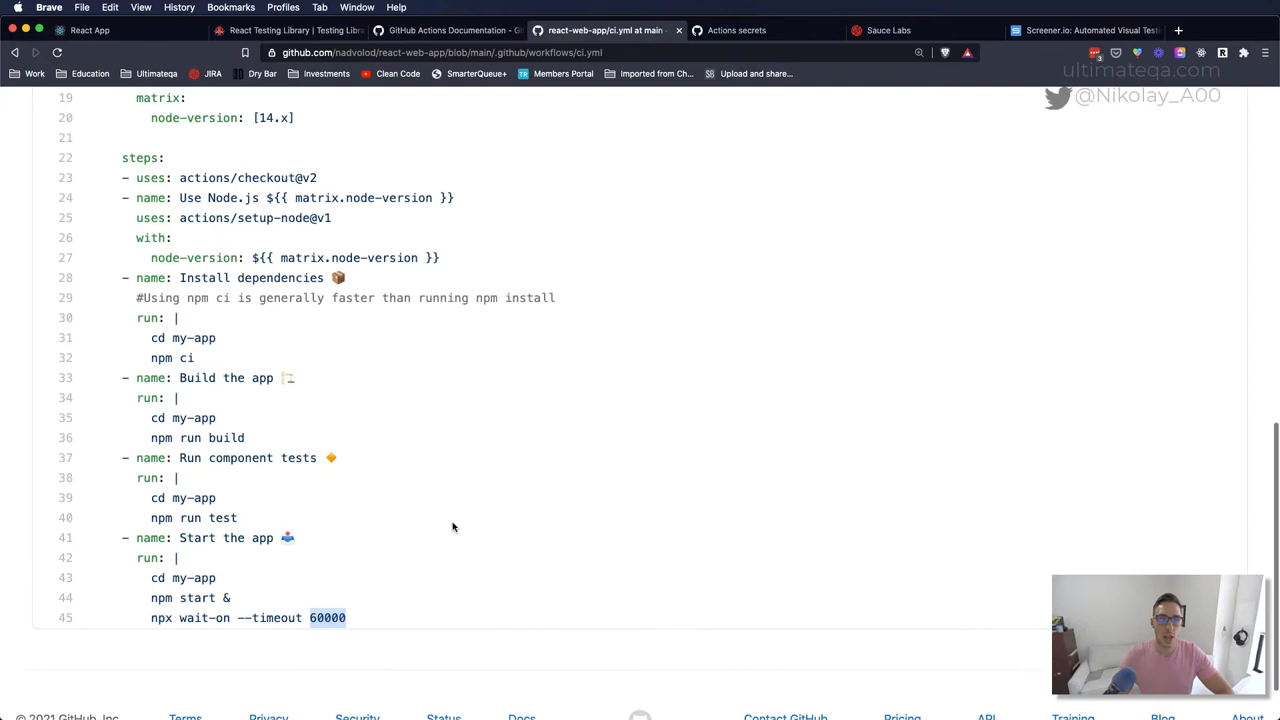 Brave File Edit View History Bookmarks Profiles Tab Window Help
React App
React Testing Library | Testing Lib
GitHub Actions Documentation - G
react-web-app/ci.yml at main
Actions secrets
Sauce Labs
Screener.io: Automated Visual Testi
github.com/nadvolod/react-web-app/blob/main/.github/workflows/ci.yml
Work Education Ultimateqa JIRA Dry Bar Investments Clean Code SmarterQueue+ Members Portal Imported from Ch... Upload and share...
ultimateqa.com
@Nikolay_A00
19 matrix:
20 node-version: [14.x]
21
22 steps:
23 - uses: actions/checkout@v2
24 - name: Use Node.js ${{ matrix.node-version }}
25 uses: actions/setup-node@v1
26 with:
27 node-version: ${{ matrix.node-version }}
28 - name: Install dependencies 📦
29 #Using npm ci is generally faster than running npm install
30 run: |
31 cd my-app
32 npm ci
33 - name: Build the app 🏗
34 run: |
35 cd my-app
36 npm run build
37 - name: Run component tests 🔸
38 run: |
39 cd my-app
40 npm run test
41 - name: Start the app 📤
42 run: |
43 cd my-app
44 npm start &
45 npx wait-on --timeout 60000
© 2021 GitHub, Inc. Terms Privacy Security Status Docs Contact GitHub Pricing API Training Blog About